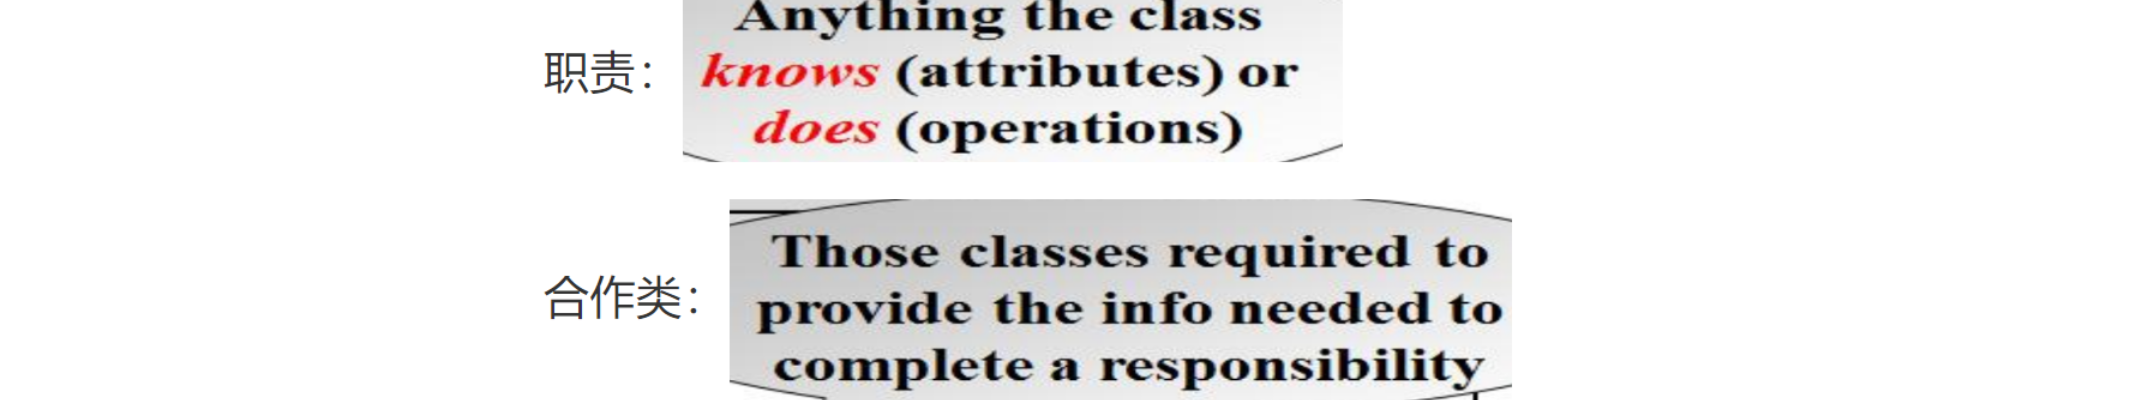 Anything the class
职责：
knows (attributes) or
does (operations)
Those classes required to
合作类：
provide the info needed to
complete a responsibility